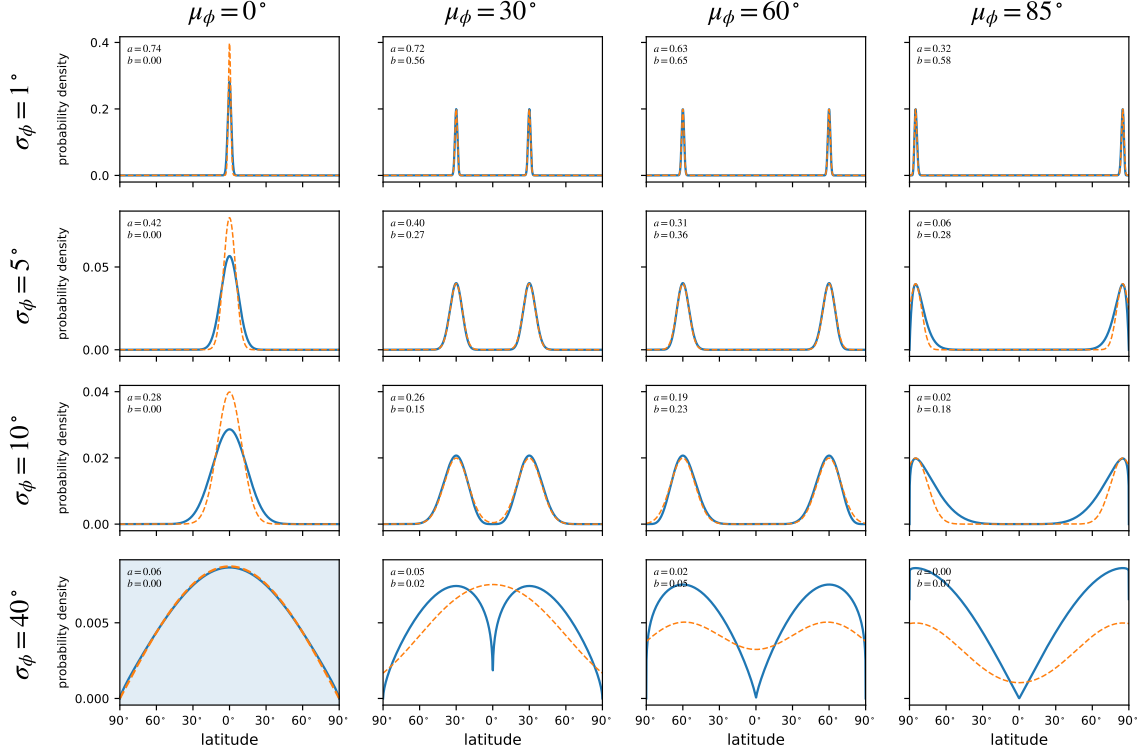 μ_ϕ = 0°
μ_ϕ = 30°
μ_ϕ = 60°
μ_ϕ = 85°
σ_ϕ = 1°
probability density
0.4
0.2
0.0
a = 0.74
b = 0.00
a = 0.72
b = 0.56
a = 0.63
b = 0.65
a = 0.32
b = 0.58
σ_ϕ = 5°
probability density
0.05
0.00
a = 0.42
b = 0.00
a = 0.40
b = 0.27
a = 0.31
b = 0.36
a = 0.06
b = 0.28
σ_ϕ = 10°
probability density
0.04
0.02
0.00
a = 0.28
b = 0.00
a = 0.26
b = 0.15
a = 0.19
b = 0.23
a = 0.02
b = 0.18
σ_ϕ = 40°
probability density
0.005
0.000
a = 0.06
b = 0.00
a = 0.05
b = 0.02
a = 0.02
b = 0.05
a = 0.00
b = 0.07
90° 60° 30° 0° 30° 60° 90°
90° 60° 30° 0° 30° 60° 90°
90° 60° 30° 0° 30° 60° 90°
90° 60° 30° 0° 30° 60° 90°
latitude
latitude
latitude
latitude